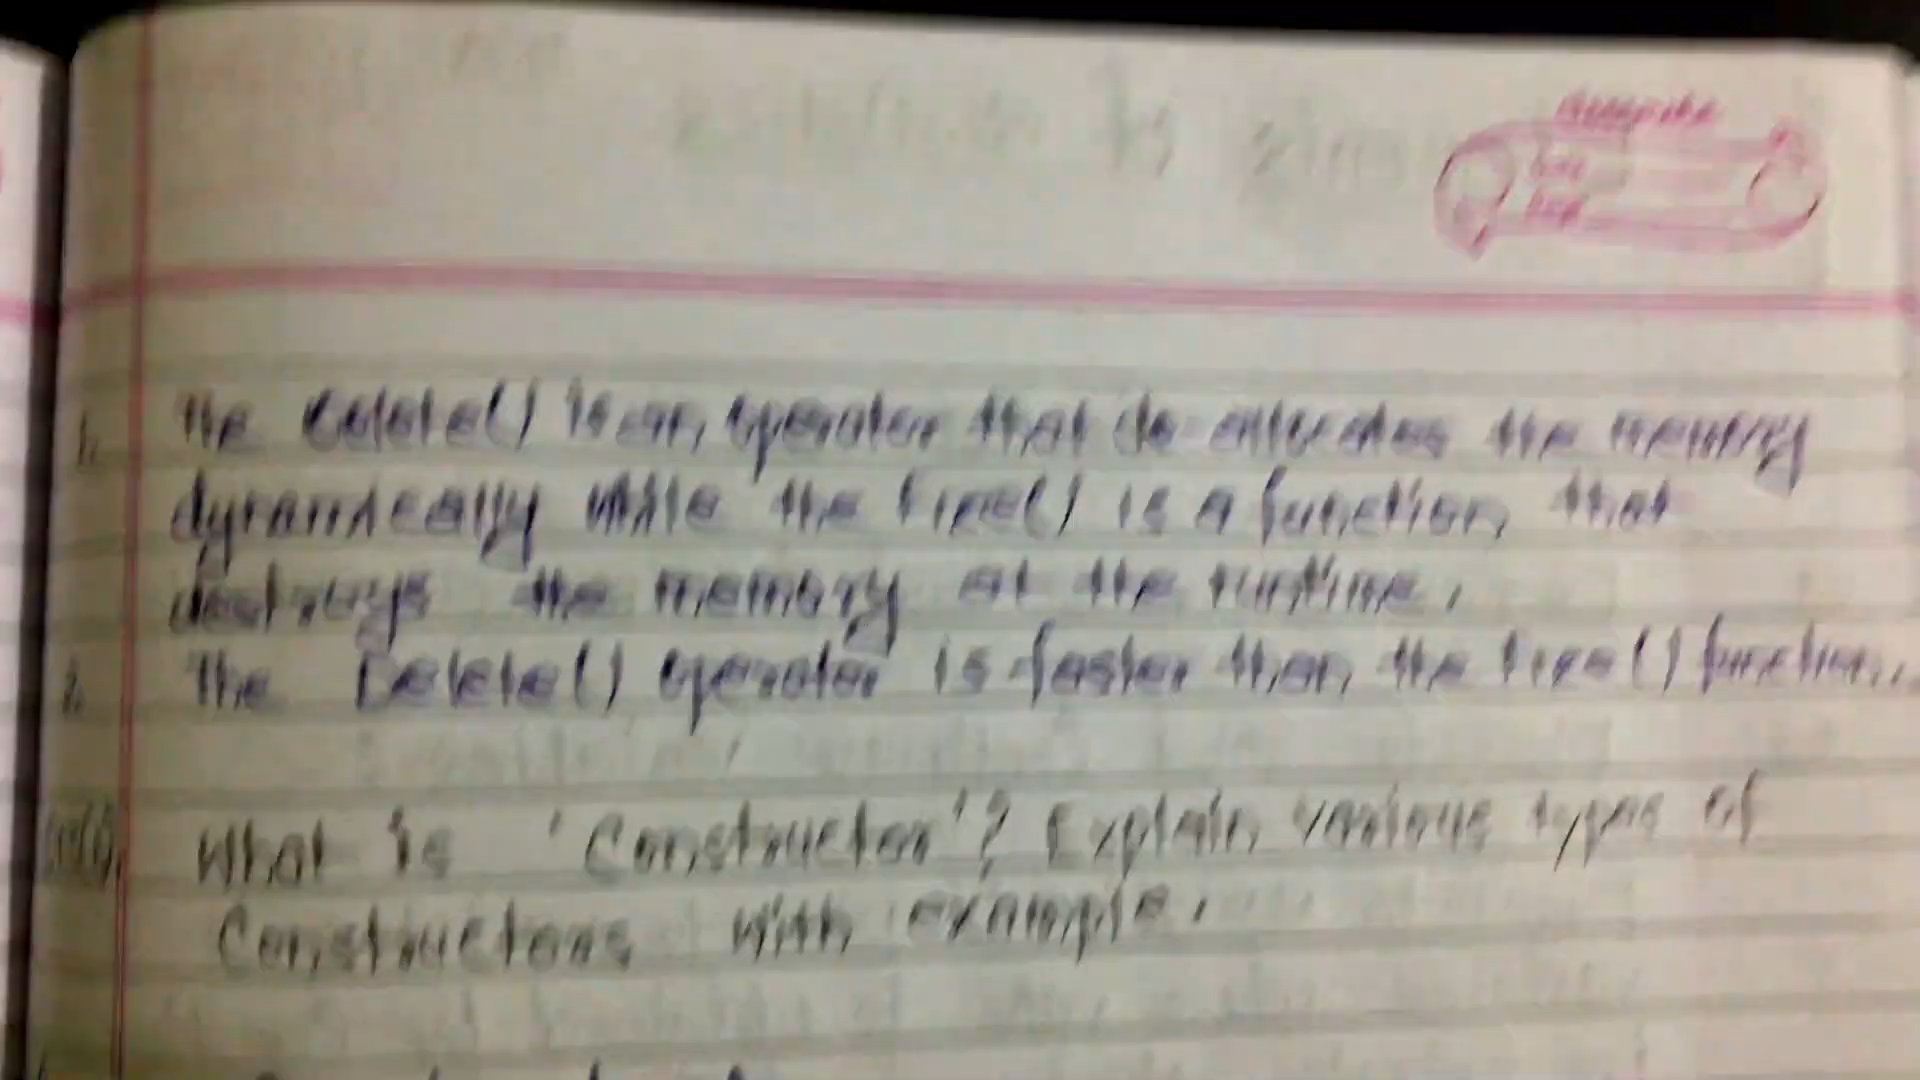 1. The Delete() is an operator that de-allocates the memory
dynamically while the free() is a function that
destroys the memory at the runtime.
2. The Delete() operator is faster than the free() function.
What is 'Constructor'? Explain various types of
Constructors with example.